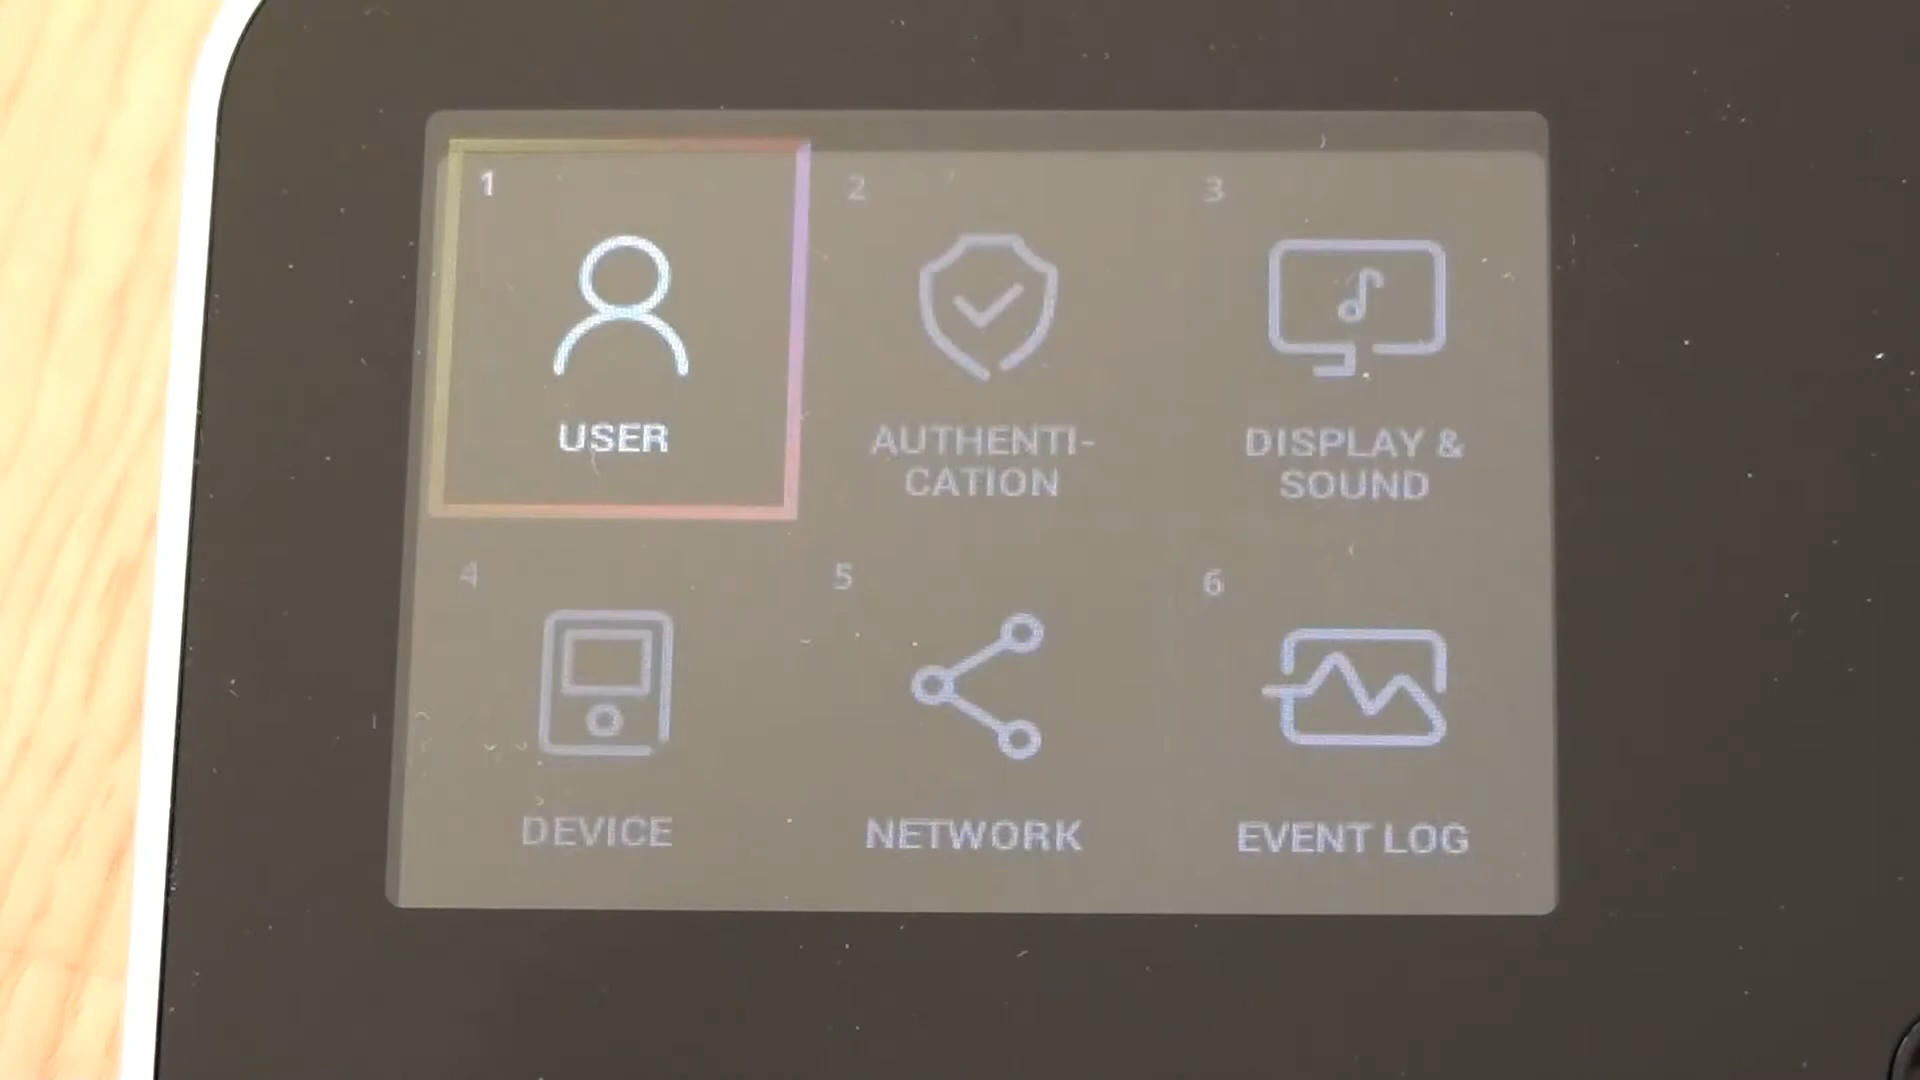 1
USER
2
AUTHENTI-
CATION
3
DISPLAY &
SOUND
4
DEVICE
5
NETWORK
6
EVENT LOG